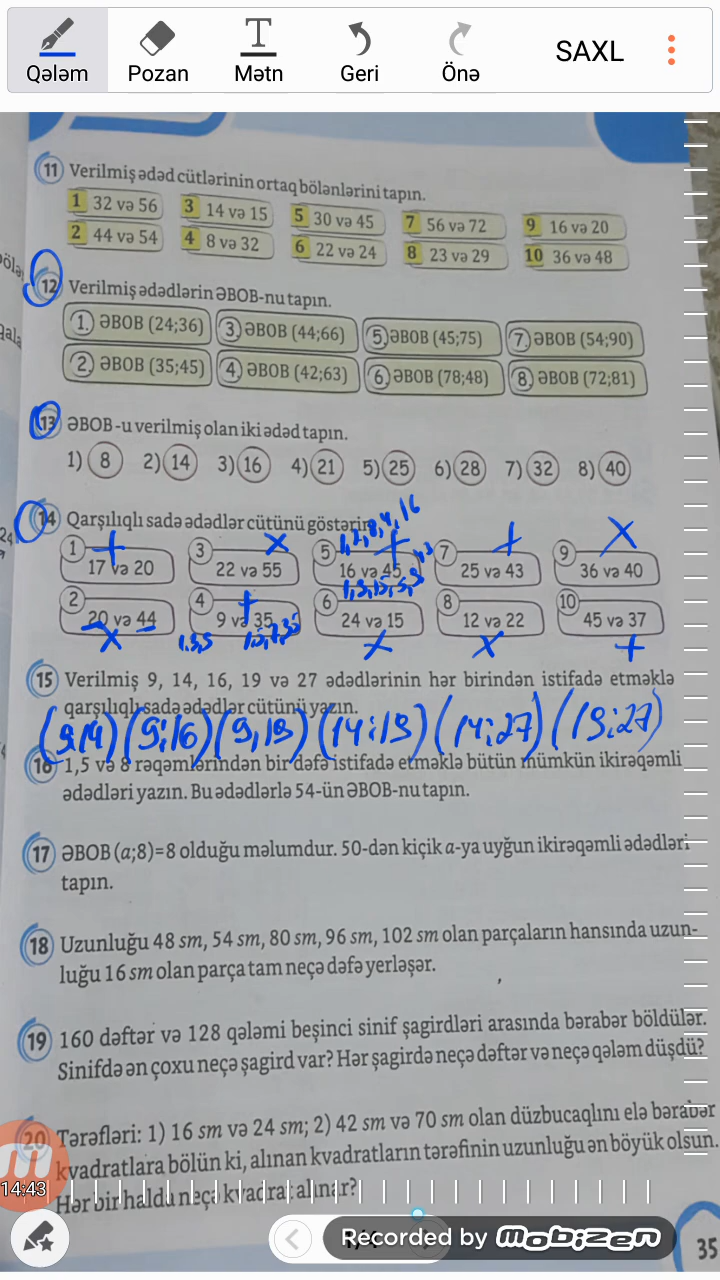 Qələm Pozan Mətn Geri Önə SAXL
11 Verilmiş ədəd cütlərinin ortaq bölənlərini tapın.
1 32 və 56 3 14 və 15 5 30 və 45 7 56 və 72 9 16 və 20
2 44 və 54 4 8 və 32 6 22 və 24 8 23 və 29 10 36 və 48
12 Verilmiş ədədlərin ƏBOB-nu tapın.
1. ƏBOB (24;36) 3 ƏBOB (44;66) 5 ƏBOB (45;75) 7 ƏBOB (54;90)
2. ƏBOB (35;45) 4 ƏBOB (42;63) 6 ƏBOB (78;48) 8 ƏBOB (72;81)
13 ƏBOB -u verilmiş olan iki ədəd tapın.
1) 8 2) 14 3) 16 4) 21 5) 25 6) 28 7) 32 8) 40
14 Qarşılıqlı sadə ədədlər cütünü göstərin.
1,2,8,4,16
1 + 3 x 5 + 7 + 9 x
17 və 20 22 və 55 16 və 45 25 və 43 36 və 40
2 4 + 6 8 10
20 və 44 9 və 35 24 və 15 12 və 22 45 və 37
x x x +
15 Verilmiş 9, 14, 16, 19 və 27 ədədlərinin hər birindən istifadə etməklə
qarşılıqlı sadə ədədlər cütünü yazın.
(9;14) (9;16) (9;19) (14;19) (14;27) (19;27)
16 1,5 və 8 rəqəmlərindən bir dəfə istifadə etməklə bütün mümkün ikirəqəmli
ədədləri yazın. Bu ədədlərlə 54-ün ƏBOB-nu tapın.
17 ƏBOB (a;8)=8 olduğu məlumdur. 50-dən kiçik a-ya uyğun ikirəqəmli ədədləri
tapın.
18 Uzunluğu 48 sm, 54 sm, 80 sm, 96 sm, 102 sm olan parçaların hansında uzun-
luğu 16 sm olan parça tam neçə dəfə yerləşər.
19 160 dəftər və 128 qələmi beşinci sinif şagirdləri arasında bərabər böldülər.
Sinifdə ən çoxu neçə şagird var? Hər şagirdə neçə dəftər və neçə qələm düşdü?
20 Tərəfləri: 1) 16 sm və 24 sm; 2) 42 sm və 70 sm olan düzbucaqlını elə bərabər
kvadratlara bölün ki, alınan kvadratların tərəfinin uzunluğu ən böyük olsun.
14:43
Hər bir halda neçə kvadrat alınar?
Recorded by MOBIZEN
35